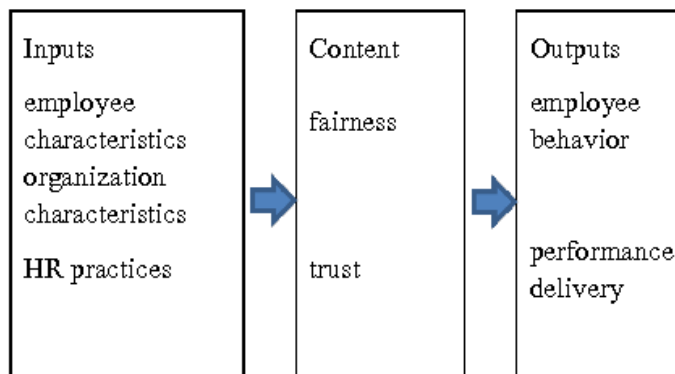 Inputs
employee
characteristics
organization
characteristics
HR practices
Content
fairness
trust
Outputs
employee
behavior
performance
delivery